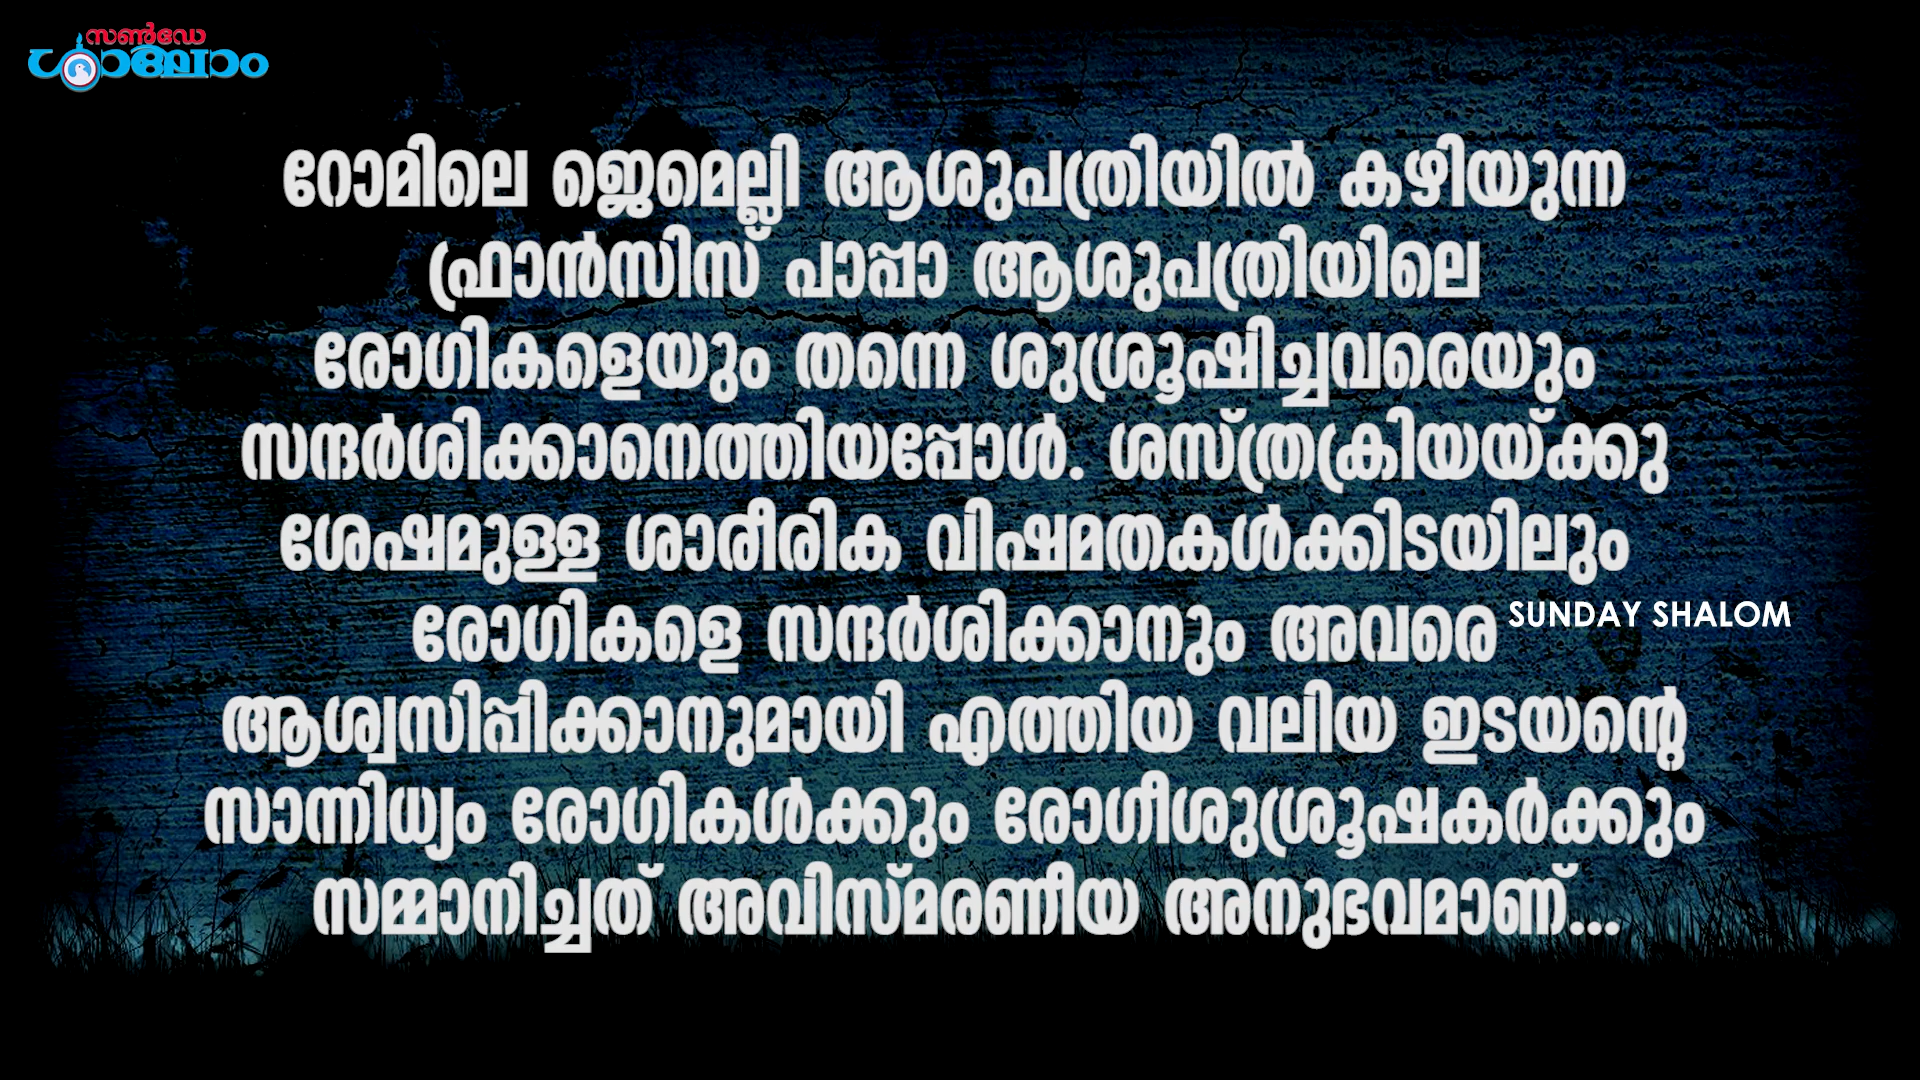 സൺഡേ
ശാലോം
റോമിലെ ജെമെല്ലി ആശുപത്രിയിൽ കഴിയുന്ന
ഫ്രാൻസിസ് പാപ്പാ ആശുപത്രിയിലെ
രോഗികളെയും തന്നെ ശുശ്രൂഷിച്ചവരെയും
സന്ദർശിക്കാനെത്തിയപ്പോൾ. ശസ്ത്രക്രിയയ്ക്കു
ശേഷമുള്ള ശാരീരിക വിഷമതകൾക്കിടയിലും
രോഗികളെ സന്ദർശിക്കാനും അവരെ
SUNDAY SHALOM
ആശ്വസിപ്പിക്കാനുമായി എത്തിയ വലിയ ഇടയന്റെ
സാന്നിധ്യം രോഗികൾക്കും രോഗീശുശ്രൂഷകർക്കും
സമ്മാനിച്ചത് അവിസ്മരണീയ അനുഭവമാണ്...